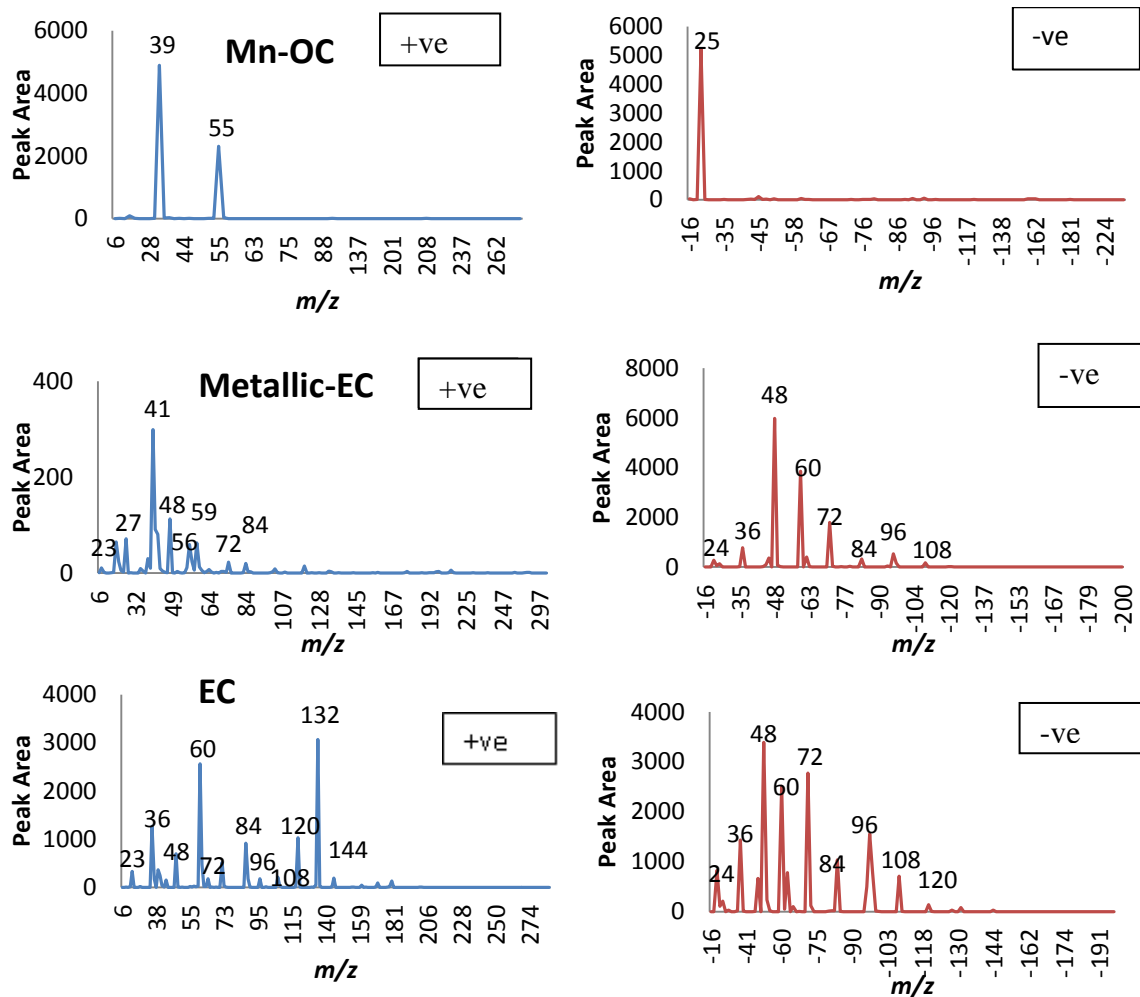 Mn-OC
+ve
Peak Area
6000
4000
2000
0
39
55
6 28 44 55 63 75 88 137 201 208 237 262
m/z
-ve
Peak Area
6000
5000
4000
3000
2000
1000
0
25
-16 -35 -45 -58 -67 -76 -86 -96 -117 -138 -162 -181 -224
m/z
Metallic-EC
+ve
Peak Area
400
200
0
23 27 41 48 56 59 72 84
6 32 49 64 84 107 128 145 192 225 247 297
m/z
-ve
Peak Area
8000
6000
4000
2000
0
24 36 48 60 72 84 96 108
-16 -35 -48 -63 -77 -90 -104 -120 -137 -153 -167 -179 -200
m/z
EC
+ve
Peak Area
4000
3000
2000
1000
0
23 36 48 60 72 84 96 108 120 132 144
6 38 55 73 95 115 140 159 181 206 228 250 274
m/z
-ve
Peak Area
4000
3000
2000
1000
0
24 36 48 60 72 84 96 108 120
-16 -41 -60 -75 -90 -103 -118 -130 -146 -162 -174 -191
m/z